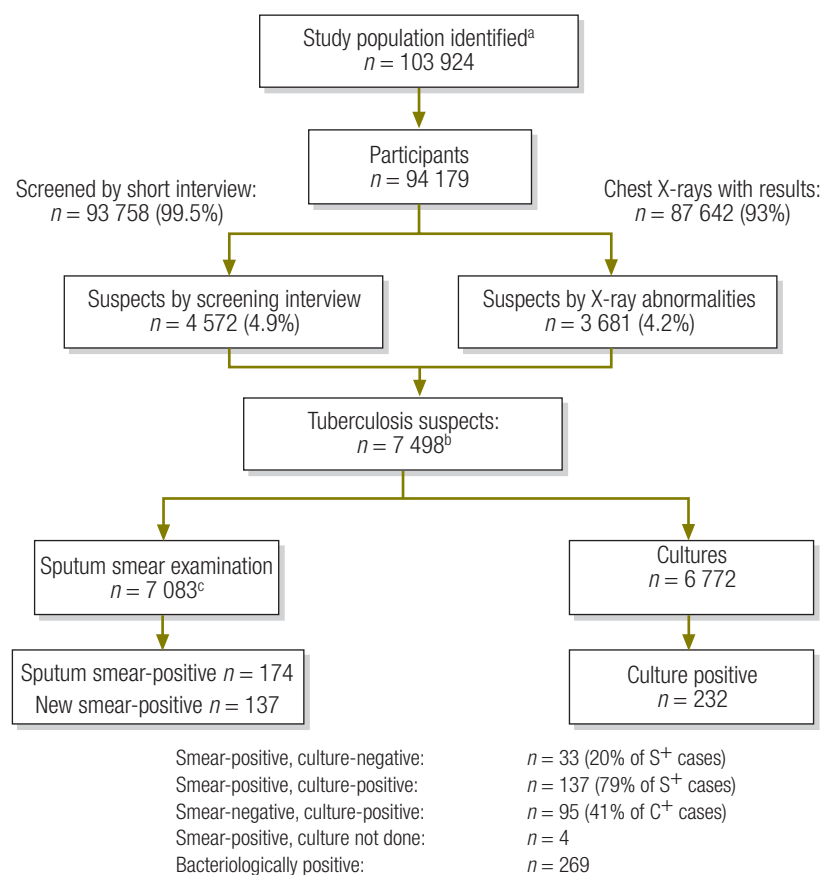 Study population identifiedᵃ
n = 103 924
Participants
n = 94 179
Screened by short interview:
n = 93 758 (99.5%)
Chest X-rays with results:
n = 87 642 (93%)
Suspects by screening interview
n = 4 572 (4.9%)
Suspects by X-ray abnormalities
n = 3 681 (4.2%)
Tuberculosis suspects:
n = 7 498ᵇ
Sputum smear examination
n = 7 083ᶜ
Cultures
n = 6 772
Sputum smear-positive n = 174
New smear-positive n = 137
Culture positive
n = 232
Smear-positive, culture-negative: n = 33 (20% of S⁺ cases)
Smear-positive, culture-positive: n = 137 (79% of S⁺ cases)
Smear-negative, culture-positive: n = 95 (41% of C⁺ cases)
Smear-positive, culture not done: n = 4
Bacteriologically positive: n = 269